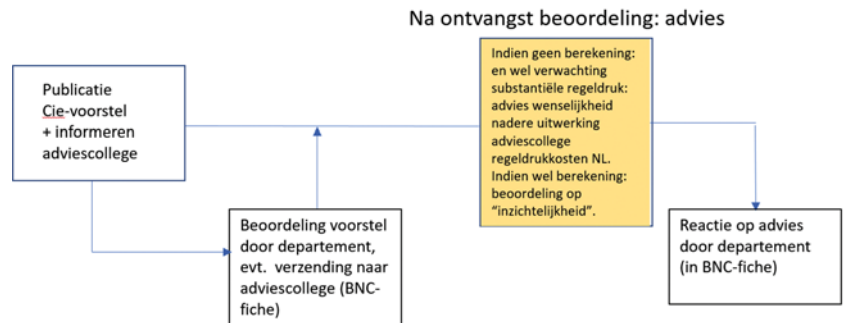 Na ontvangst beoordeling: advies
Publicatie
Cie-voorstel
+ informeren
adviescollege
Indien geen berekening:
en wel verwachting
substantiële regeldruk:
advies wenselijkheid
nadere uitwerking
adviescollege
regeldrukkosten NL.
Indien wel berekening:
beoordeling op
“inzichtelijkheid”.
Beoordeling voorstel
door departement,
evt. verzending naar
adviescollege (BNC-
fiche)
Reactie op advies
door departement
(in BNC-fiche)